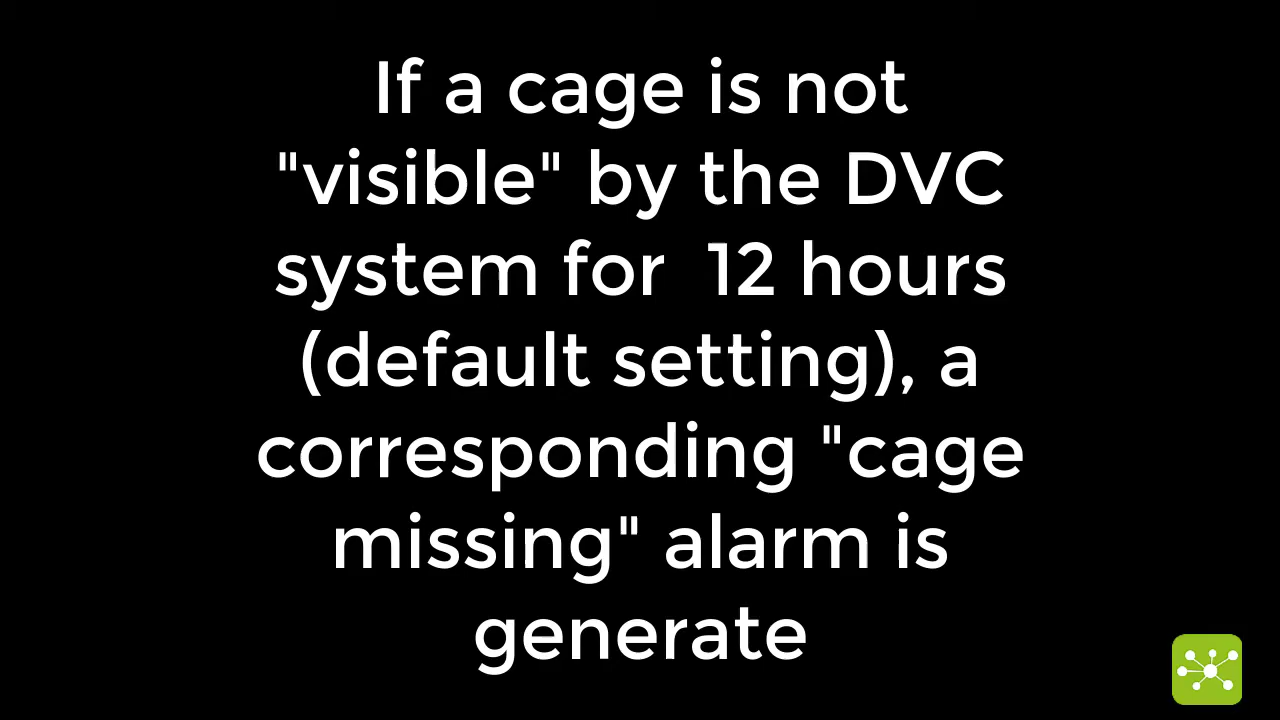 If a cage is not
"visible" by the DVC
system for  12 hours
(default setting), a
corresponding "cage
missing" alarm is
generate